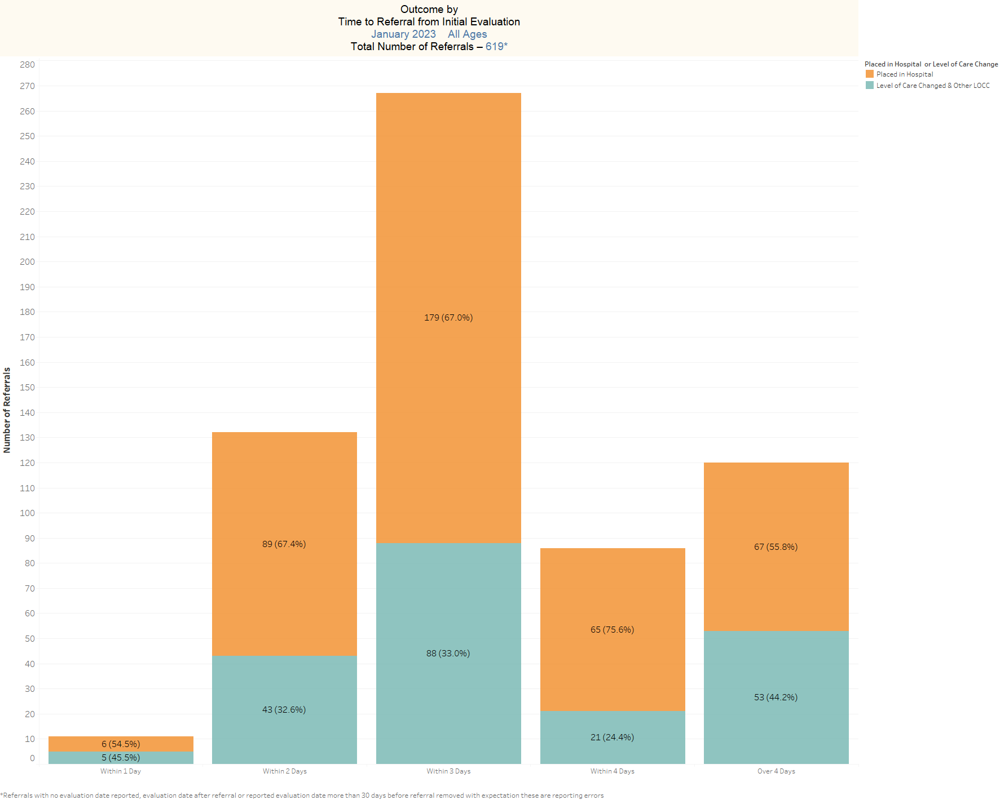 Outcome by
Time to Referral from Initial Evaluation
January 2023 All Ages
Total Number of Referrals – 619*
Placed in Hospital or Level of Care Change
Placed in Hospital
Level of Care Changed & Other LOCC
Number of Referrals
280
270
260
250
240
230
220
210
200
190
180
170
160
150
140
130
120
110
100
90
80
70
60
50
40
30
20
10
0
6 (54.5%)
5 (45.5%)
89 (67.4%)
43 (32.6%)
179 (67.0%)
88 (33.0%)
65 (75.6%)
21 (24.4%)
67 (55.8%)
53 (44.2%)
Within 1 Day
Within 2 Days
Within 3 Days
Within 4 Days
Over 4 Days
*Referrals with no evaluation date reported, evaluation date after referral or reported evaluation date more than 30 days before referral removed with expectation these are reporting errors